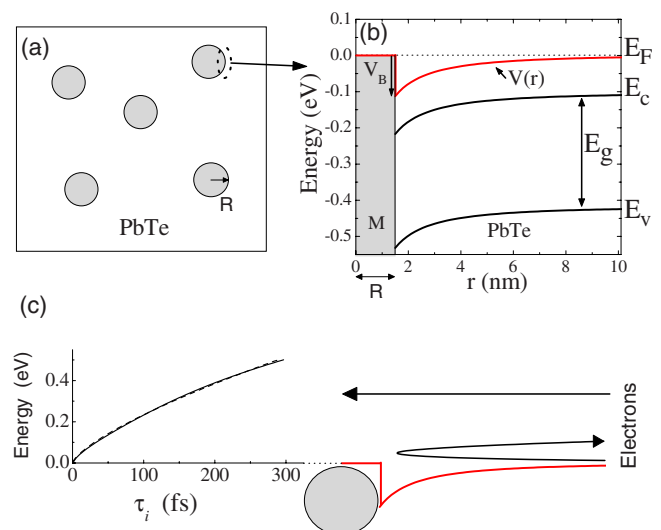 (a)
R
PbTe
(b)
0.1
0.0
-0.1
-0.2
-0.3
-0.4
-0.5
Energy (eV)
V_B
V(r)
E_F
E_c
E_g
E_v
M
PbTe
0 2 4 6 8 10
R
r (nm)
(c)
Energy (eV)
0.4
0.2
0.0
0 100 200 300
τ_i (fs)
Electrons